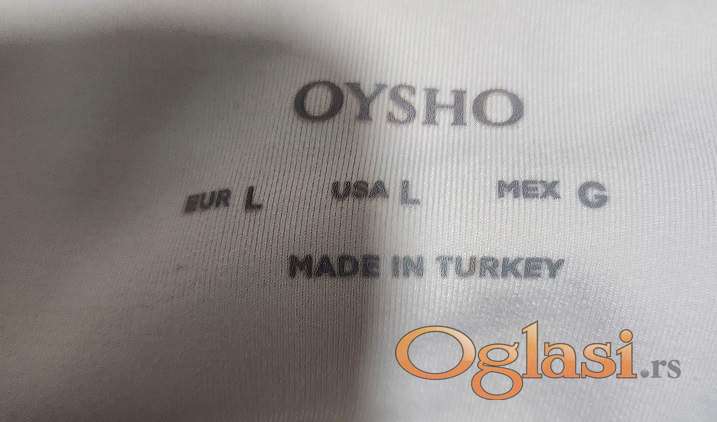 OYSHO
EUR L USA L MEX G
MADE IN TURKEY
Oglasi.rs